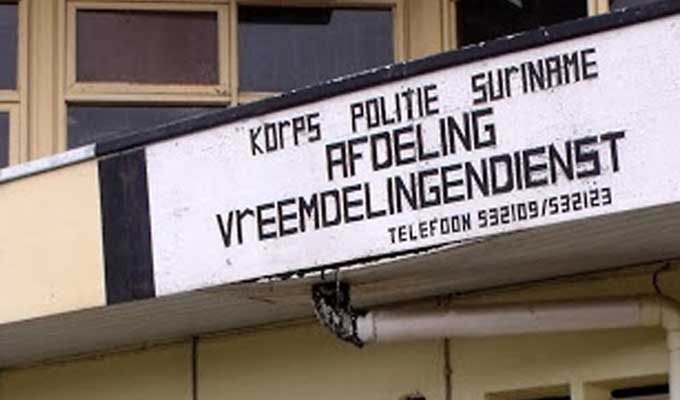 Korps Politie Suriname
Afdeling
Vreemdelingendienst
Telefoon 532109/532123